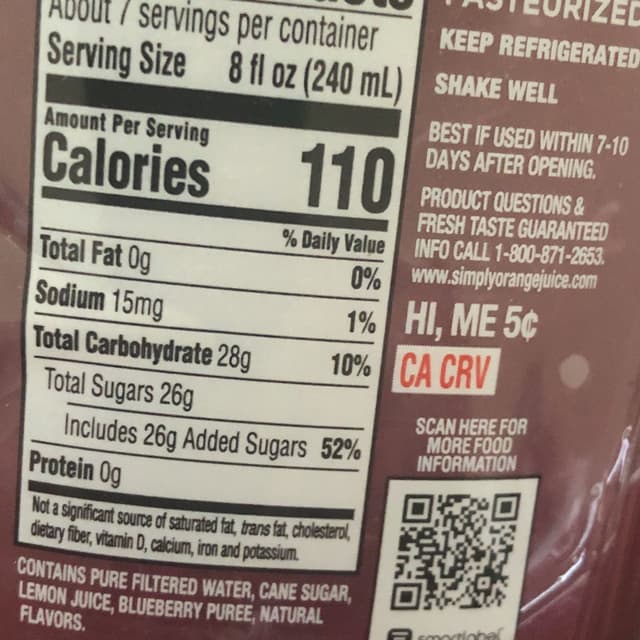 About 7 servings per container
Serving Size 8 fl oz (240 mL)
Amount Per Serving
Calories 110
% Daily Value
Total Fat 0g 0%
Sodium 15mg 1%
Total Carbohydrate 28g 10%
Total Sugars 26g
Includes 26g Added Sugars 52%
Protein 0g
Not a significant source of saturated fat, trans fat, cholesterol,
dietary fiber, vitamin D, calcium, iron and potassium.
CONTAINS PURE FILTERED WATER, CANE SUGAR,
LEMON JUICE, BLUEBERRY PUREE, NATURAL
FLAVORS.
PASTEURIZED
KEEP REFRIGERATED
SHAKE WELL
BEST IF USED WITHIN 7-10
DAYS AFTER OPENING.
PRODUCT QUESTIONS &
FRESH TASTE GUARANTEED
INFO CALL 1-800-871-2653.
www.simplyorangejuice.com
HI, ME 5¢
CA CRV
SCAN HERE FOR
MORE FOOD
INFORMATION